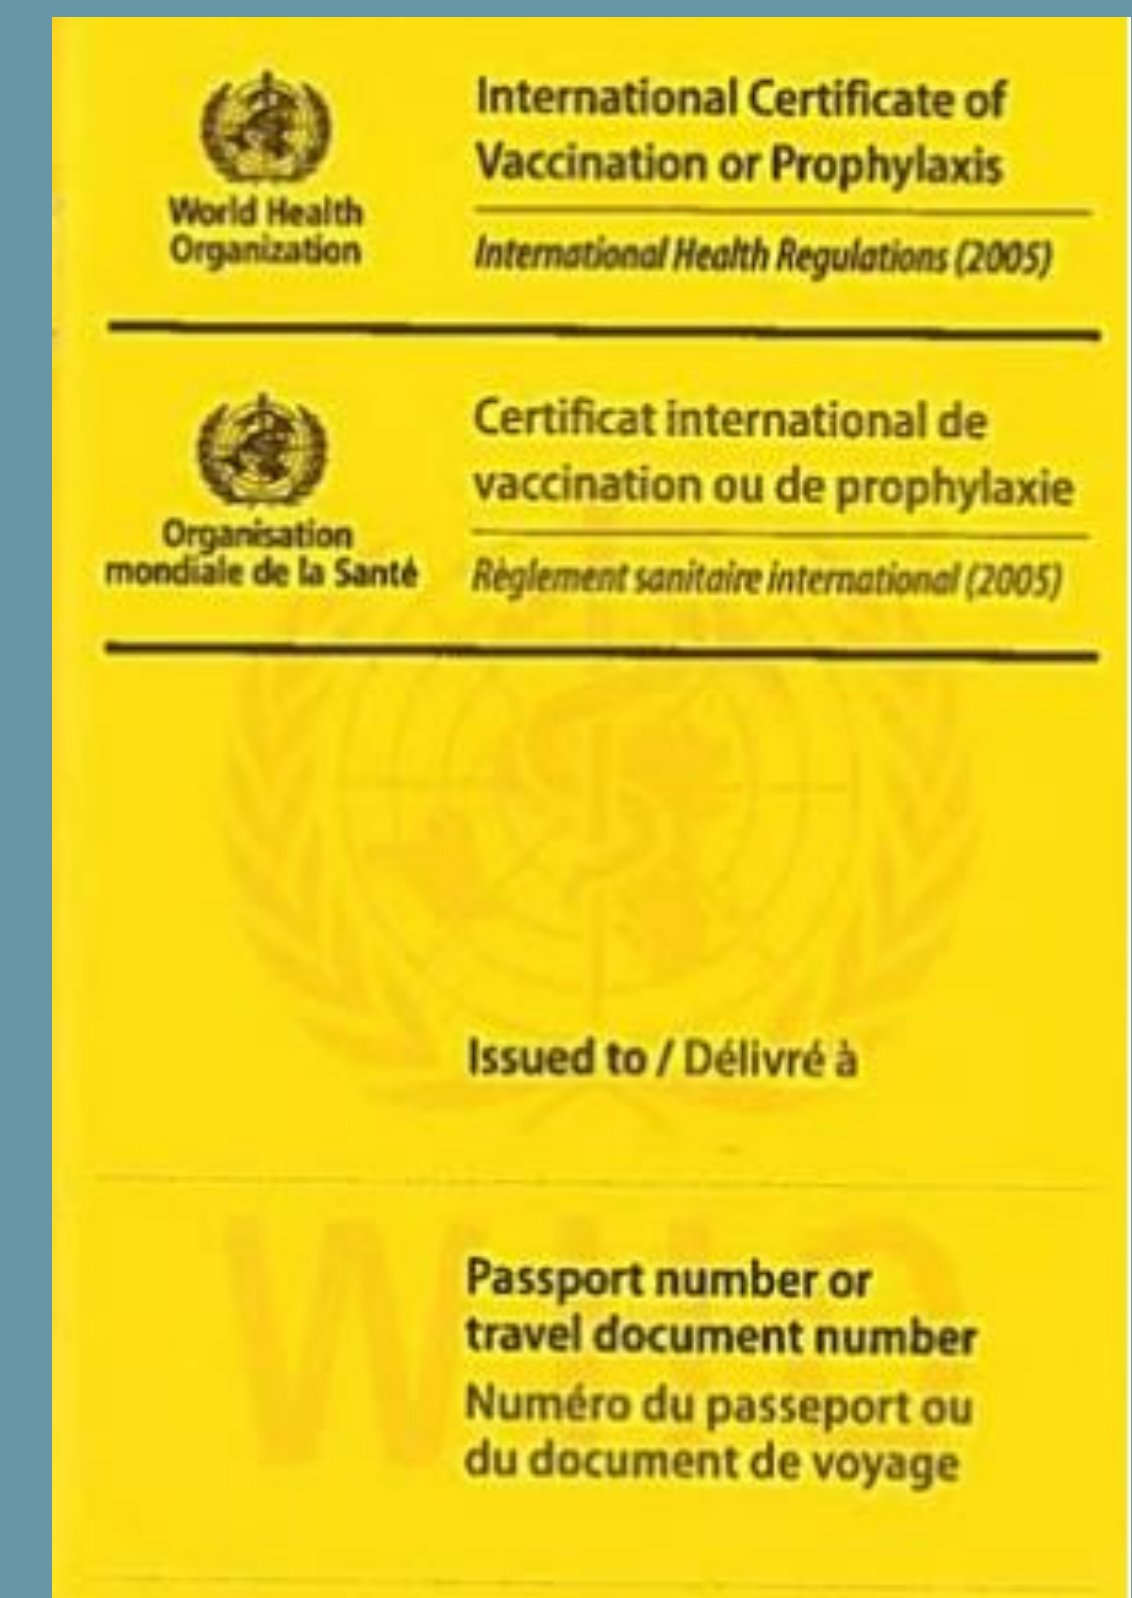 World Health
Organization
International Certificate of
Vaccination or Prophylaxis
International Health Regulations (2005)
Organisation
mondiale de la Santé
Certificat international de
vaccination ou de prophylaxie
Règlement sanitaire international (2005)
Issued to / Délivré à
WHO
Passport number or
travel document number
Numéro du passeport ou
du document de voyage